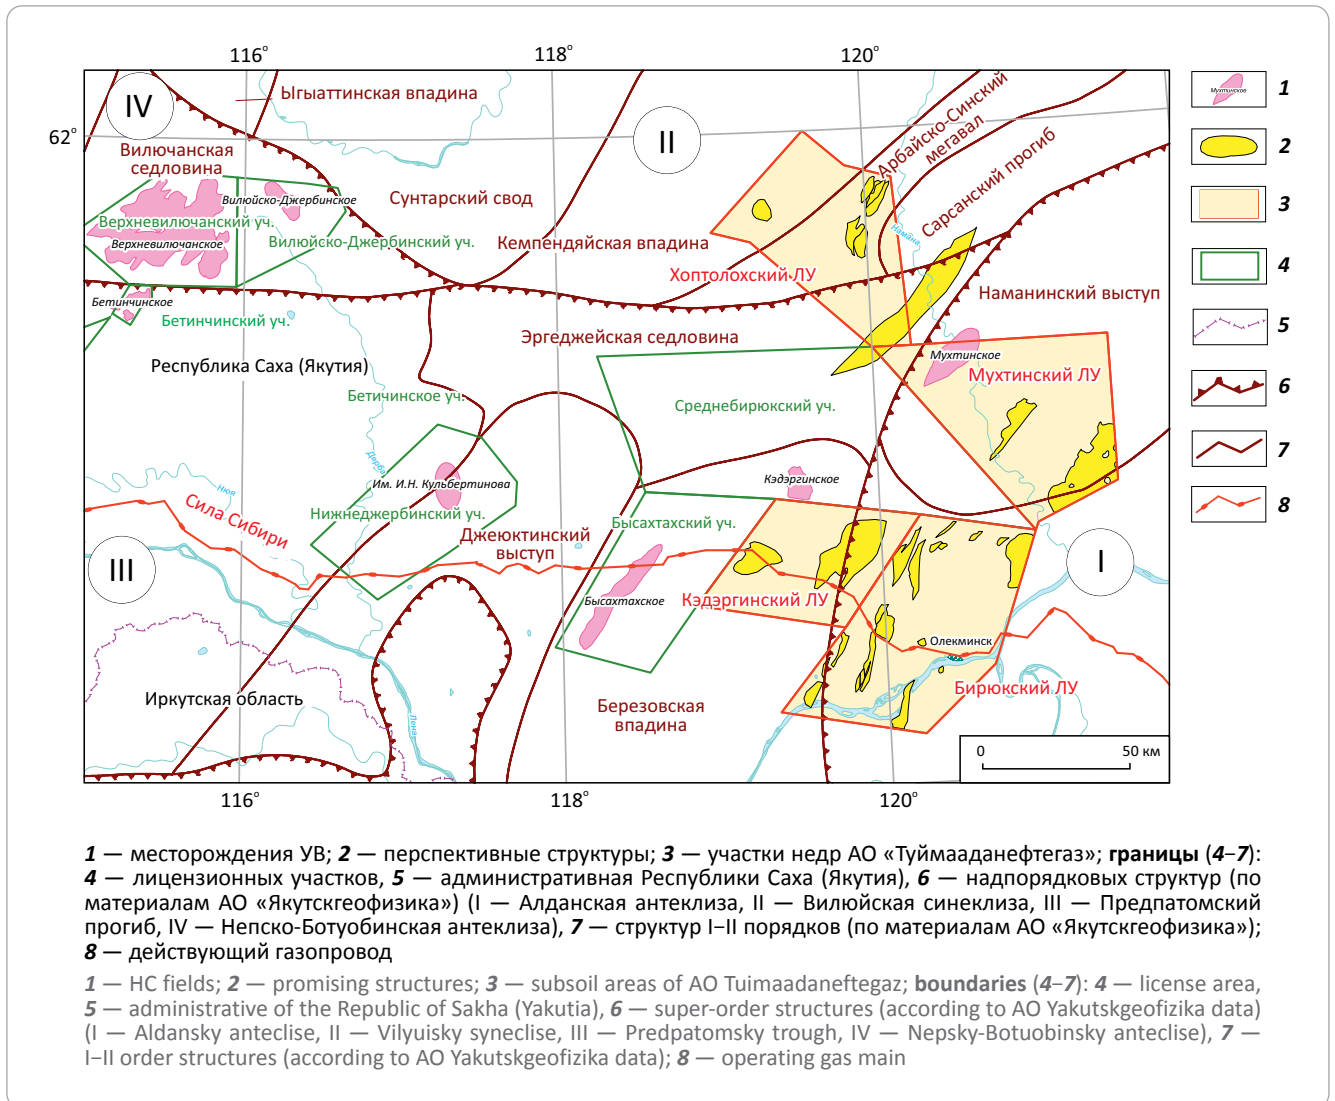 116°
118°
120°
62°
IV
Ыгыаттинская впадина
II
Арбайско-Синский
мегавал
Сарсанский прогиб
Вилючанская
седловина
Вилюйско-Джербинское
Сунтарский свод
Верхневилючанский уч.
Верхневилючанское
Вилюйско-Джербинский уч.
Кемпендяйская впадина
Намана
Хоптолохский ЛУ
Наманинский выступ
Бетинчинское
Бетинчинский уч.
Эргеджейская седловина
Мухтинское
Мухтинский ЛУ
Республика Саха (Якутия)
Бетичинское уч.
Среднебирюкский уч.
Дерба
Им. И.Н. Кульбертинова
Кэдэргинское
Нюя
Сила Сибири
Нижнеджербинский уч.
Джеюктинский
выступ
Бысахтахский уч.
III
I
Бысахтахское
Кэдэргинский ЛУ
Олекминск
Бирюкский ЛУ
Иркутская область
Лена
Березовская
впадина
0
50 км
116°
118°
120°
Мухтинское
1
2
3
4
5
6
7
8
1 — месторождения УВ; 2 — перспективные структуры; 3 — участки недр АО «Туймааданефтегаз»; границы (4–7):
4 — лицензионных участков, 5 — административная Республики Саха (Якутия), 6 — надпорядковых структур (по
материалам АО «Якутскгеофизика») (I — Алданская антеклиза, II — Вилюйская синеклиза, III — Предпатомский
прогиб, IV — Непско-Ботуобинская антеклиза), 7 — структур I–II порядков (по материалам АО «Якутскгеофизика»);
8 — действующий газопровод
1 — HC fields; 2 — promising structures; 3 — subsoil areas of AO Tuimaadaneftegaz; boundaries (4–7): 4 — license area,
5 — administrative of the Republic of Sakha (Yakutia), 6 — super-order structures (according to AO Yakutskgeofizika data)
(I — Aldansky anteclise, II — Vilyuisky syneclise, III — Predpatomsky trough, IV — Nepsky-Botuobinsky anteclise), 7 —
I–II order structures (according to AO Yakutskgeofizika data); 8 — operating gas main